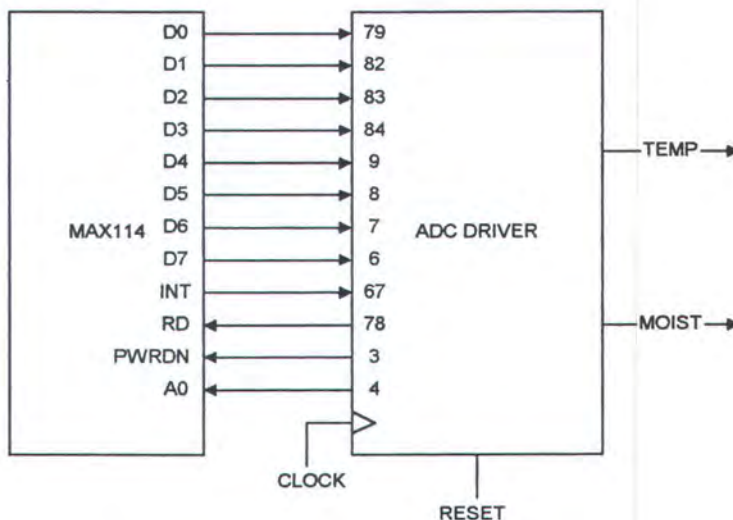 D0 79
D1 82
D2 83
D3 84
TEMP
D4 9
D5 8
MAX114 D6 7 ADC DRIVER
D7 6
INT 67
RD 78 MOIST
PWRDN 3
A0 4
CLOCK
RESET